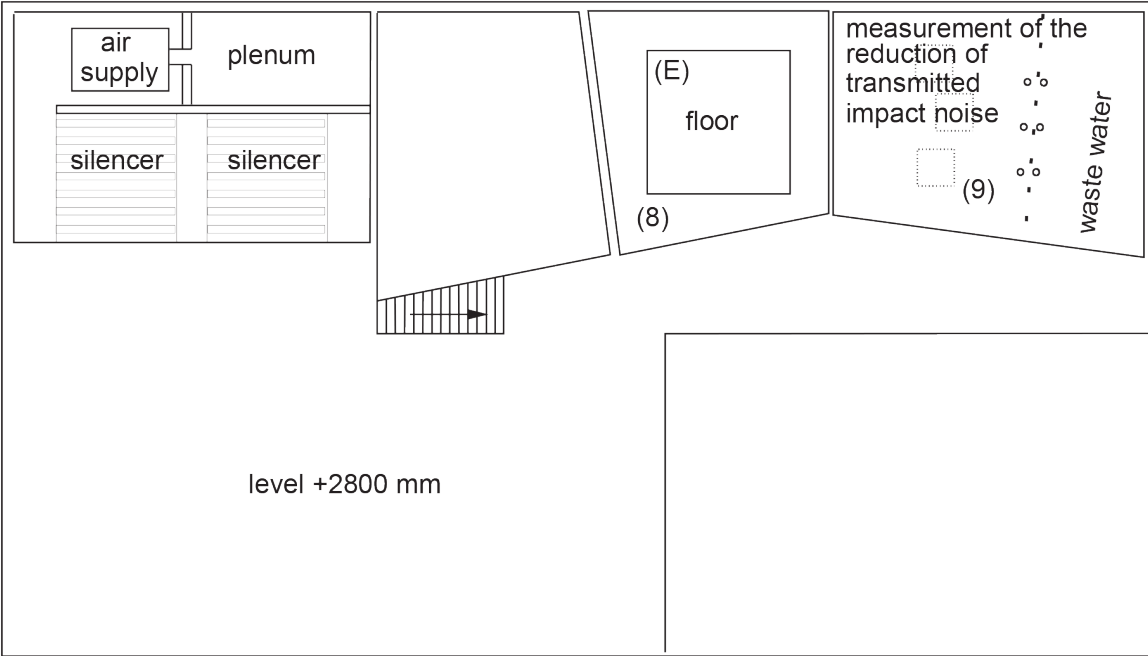 air
supply
plenum
silencer
silencer
(E)
floor
(8)
measurement of the
reduction of
transmitted
impact noise
(9)
waste water
level +2800 mm